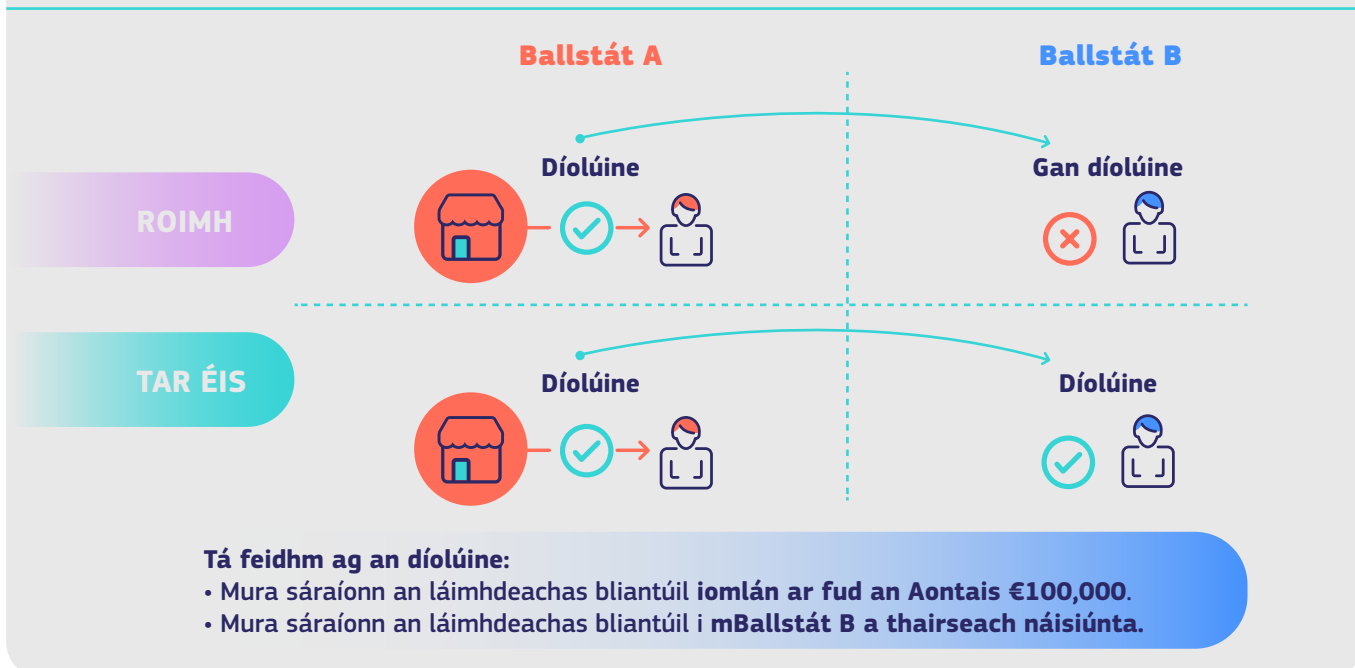 Ballstát A
Ballstát B
ROIMH
Díolúine
Gan díolúine
TAR ÉIS
Díolúine
Díolúine
Tá feidhm ag an díolúine:
• Mura sáraíonn an láimhdeachas bliantúil iomlán ar fud an Aontais €100,000.
• Mura sáraíonn an láimhdeachas bliantúil i mBallstát B a thairseach náisiúnta.